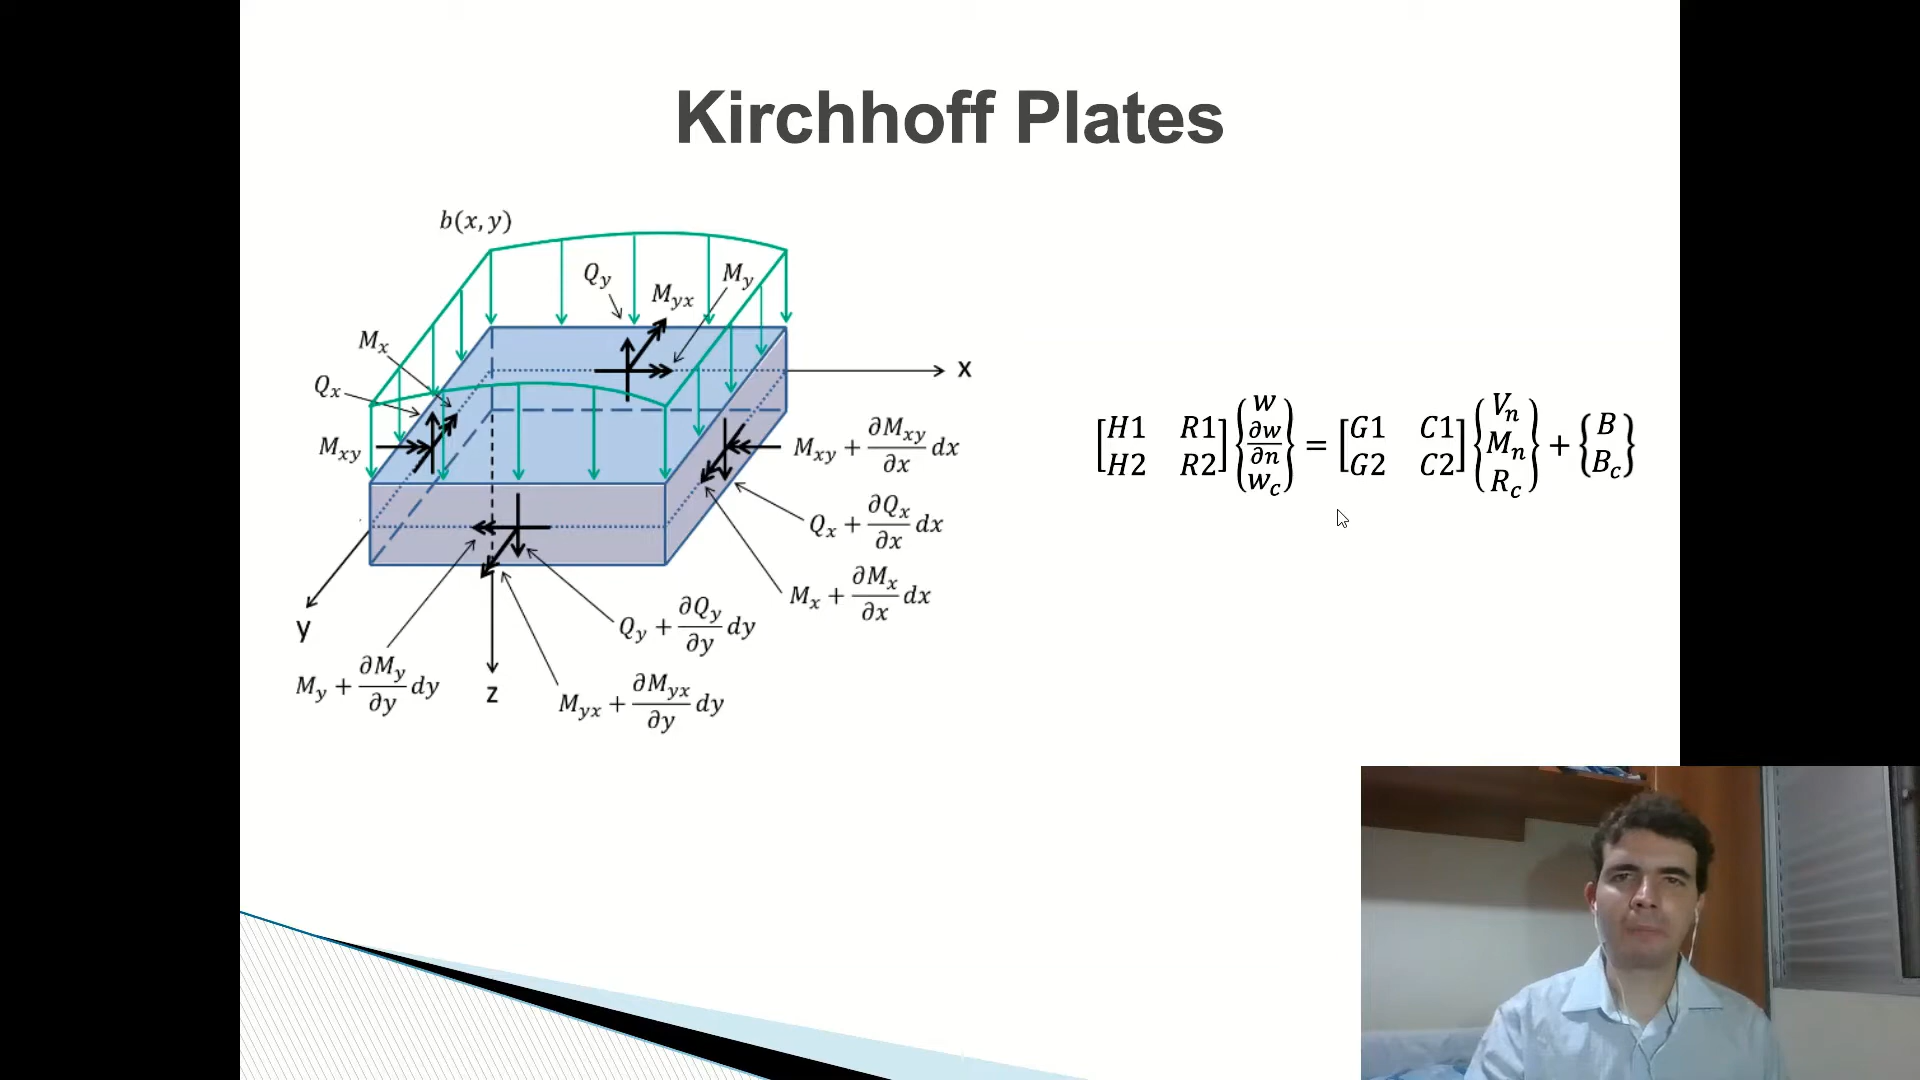 Kirchhoff Plates
b(x, y)
Q_y
M_yx
M_y
M_x
Q_x
M_xy
x
M_xy + ∂M_xy/∂x dx
Q_x + ∂Q_x/∂x dx
M_x + ∂M_x/∂x dx
y
Q_y + ∂Q_y/∂y dy
M_y + ∂M_y/∂y dy
z
M_yx + ∂M_yx/∂y dy
[H1 R1; H2 R2] {w; ∂w/∂n; w_c} = [G1 C1; G2 C2] {V_n; M_n; R_c} + {B; B_c}